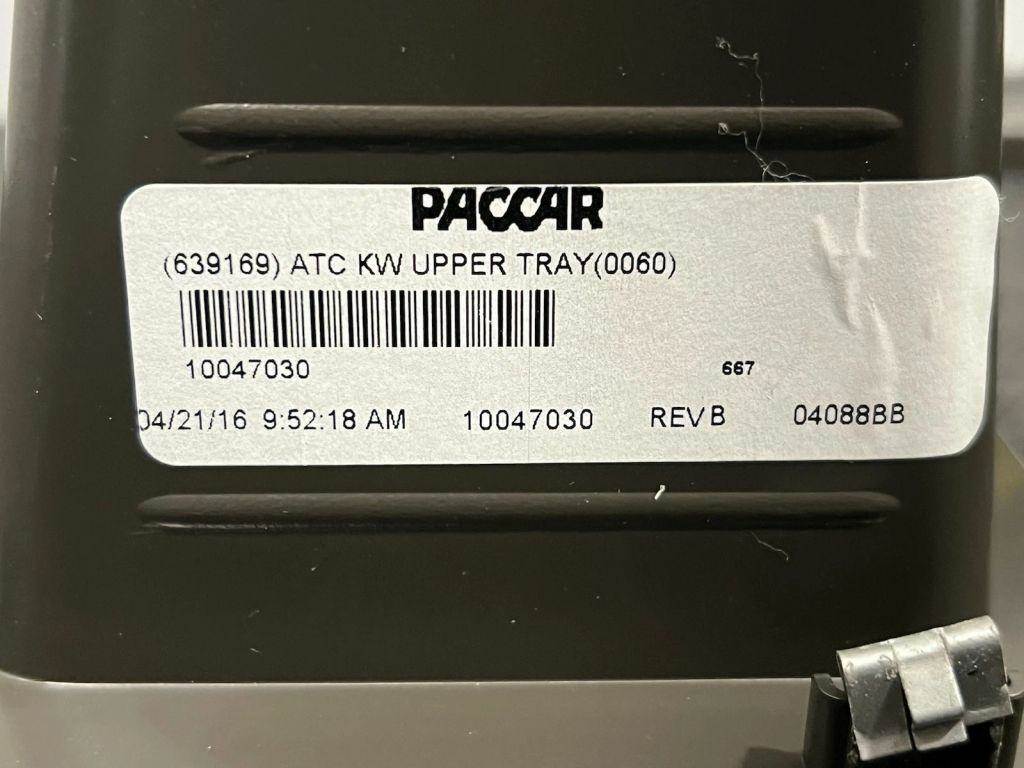 PACCAR
(639169) ATC KW UPPER TRAY(0060)
10047030 667
04/21/16 9:52:18 AM 10047030 REV B 04088BB